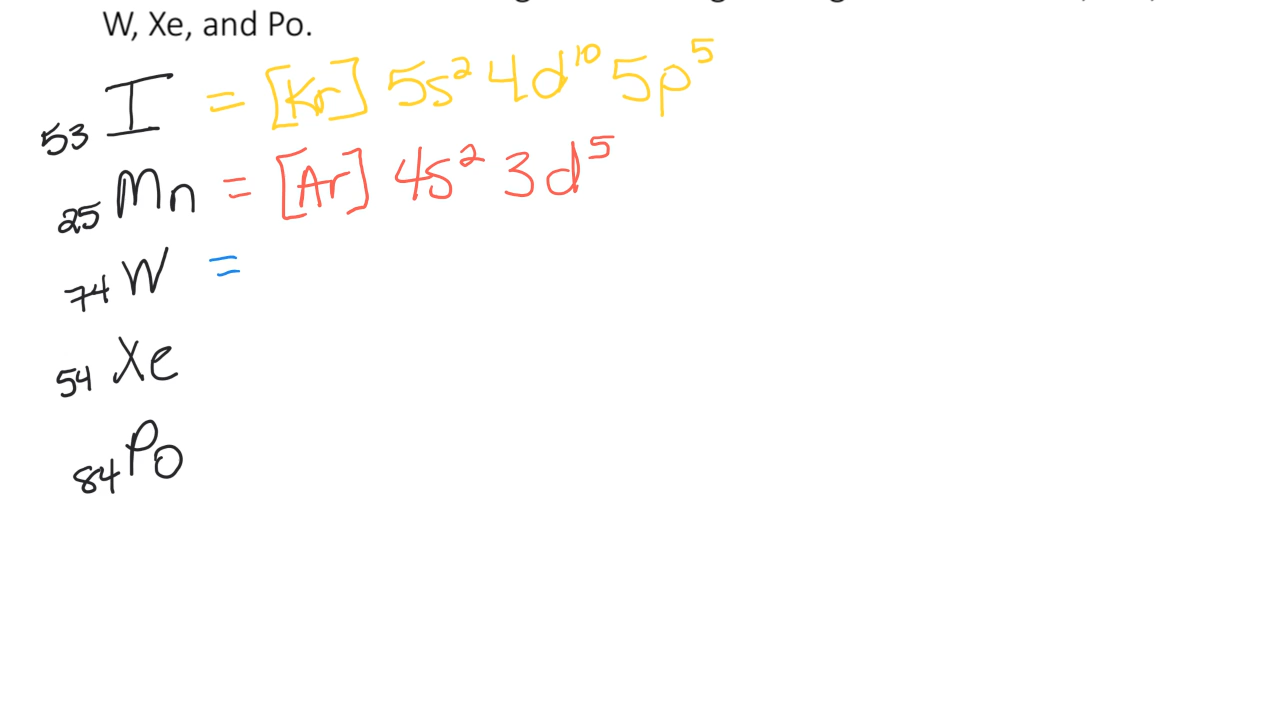 W, Xe, and Po.
53 I = [Kr] 5s² 4d¹⁰ 5p⁵
25 Mn = [Ar] 4s² 3d⁵
74 W =
54 Xe
84 Po